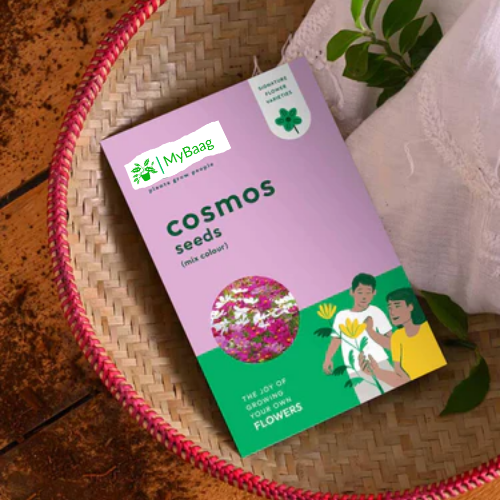 SIGNATURE
FLOWER
VARIETIES
MyBaag
plants grow people
cosmos
seeds
(mix colour)
THE JOY OF
GROWING
YOUR OWN
FLOWERS